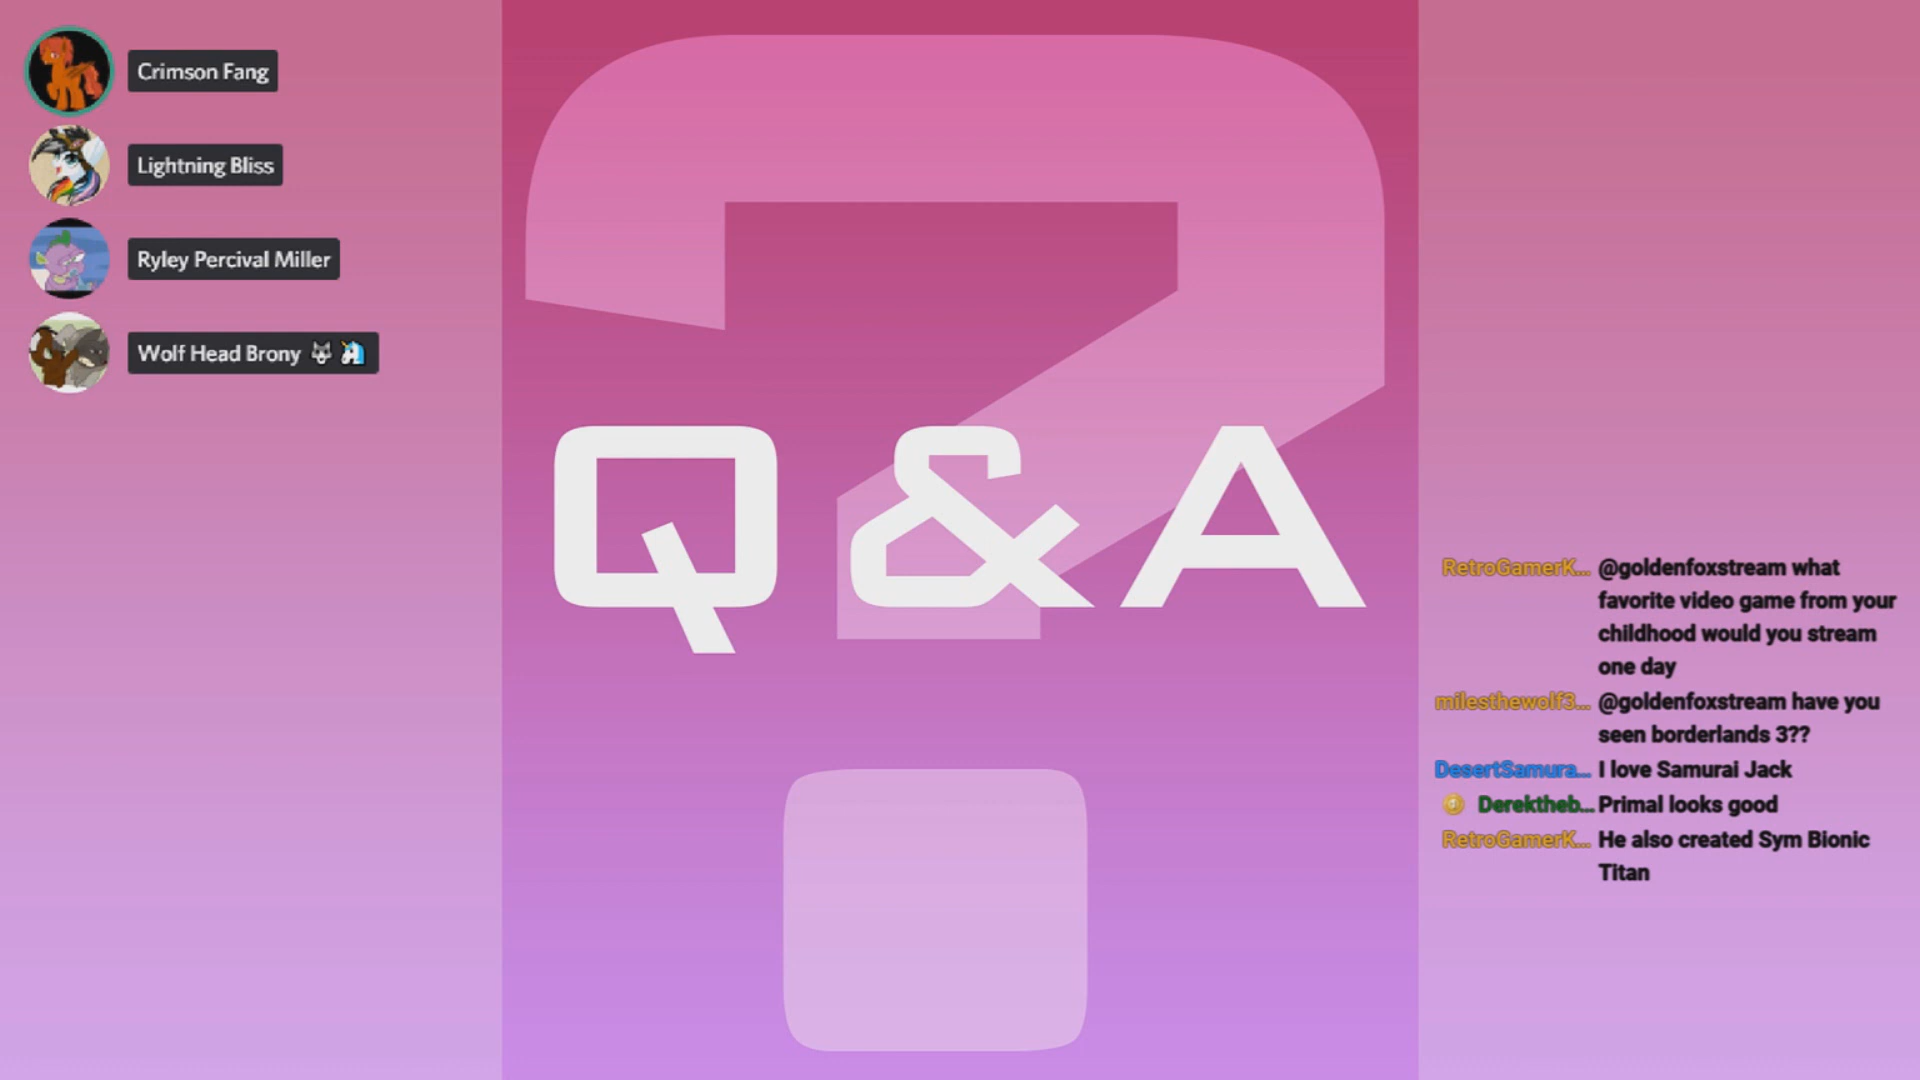 Crimson Fang
Lightning Bliss
Ryley Percival Miller
Wolf Head Brony 🐺 🦄
Q & A
RetroGamerK... @goldenfoxstream what
favorite video game from your
childhood would you stream
one day
milesthewolf3... @goldenfoxstream have you
seen borderlands 3??
DesertSamura... I love Samurai Jack
Derektheb... Primal looks good
RetroGamerK... He also created Sym Bionic
Titan